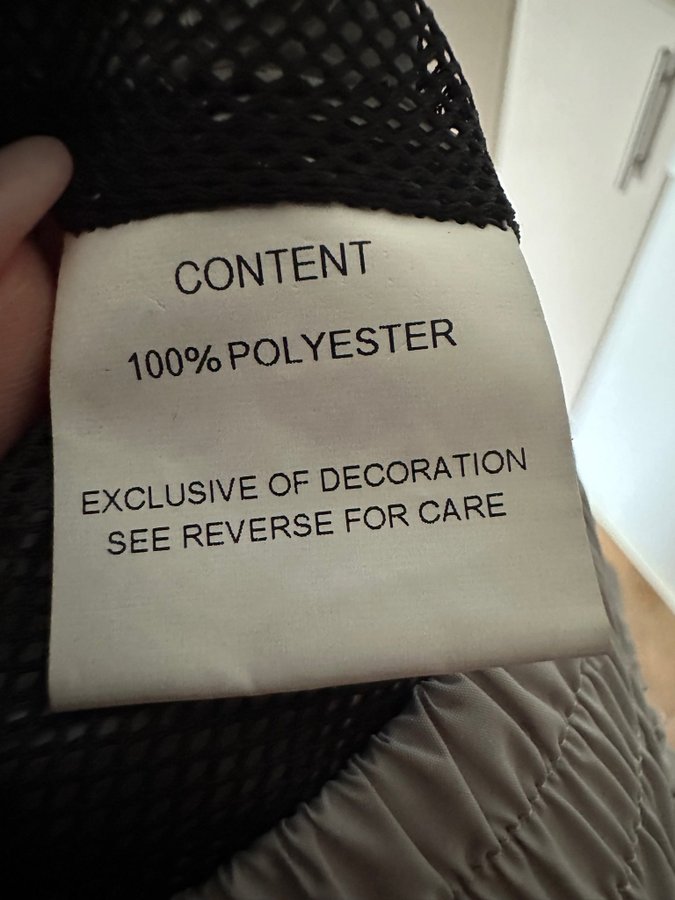 CONTENT
100% POLYESTER
EXCLUSIVE OF DECORATION
SEE REVERSE FOR CARE